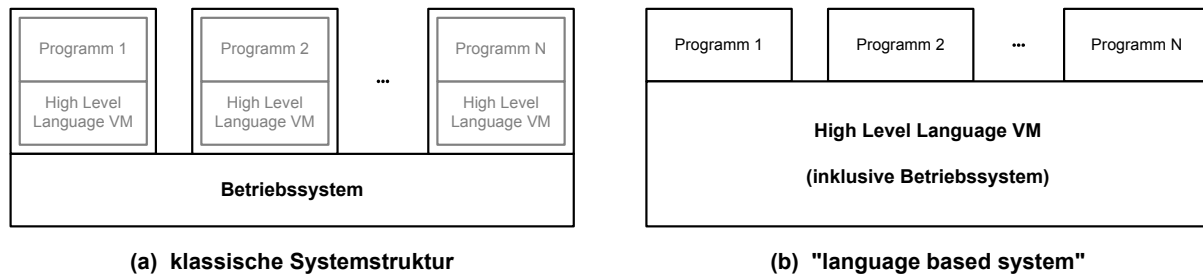 Programm 1
High Level
Language VM
Programm 2
High Level
Language VM
...
Programm N
High Level
Language VM
Betriebssystem
(a) klassische Systemstruktur
Programm 1
Programm 2
...
Programm N
High Level Language VM
(inklusive Betriebssystem)
(b) "language based system"